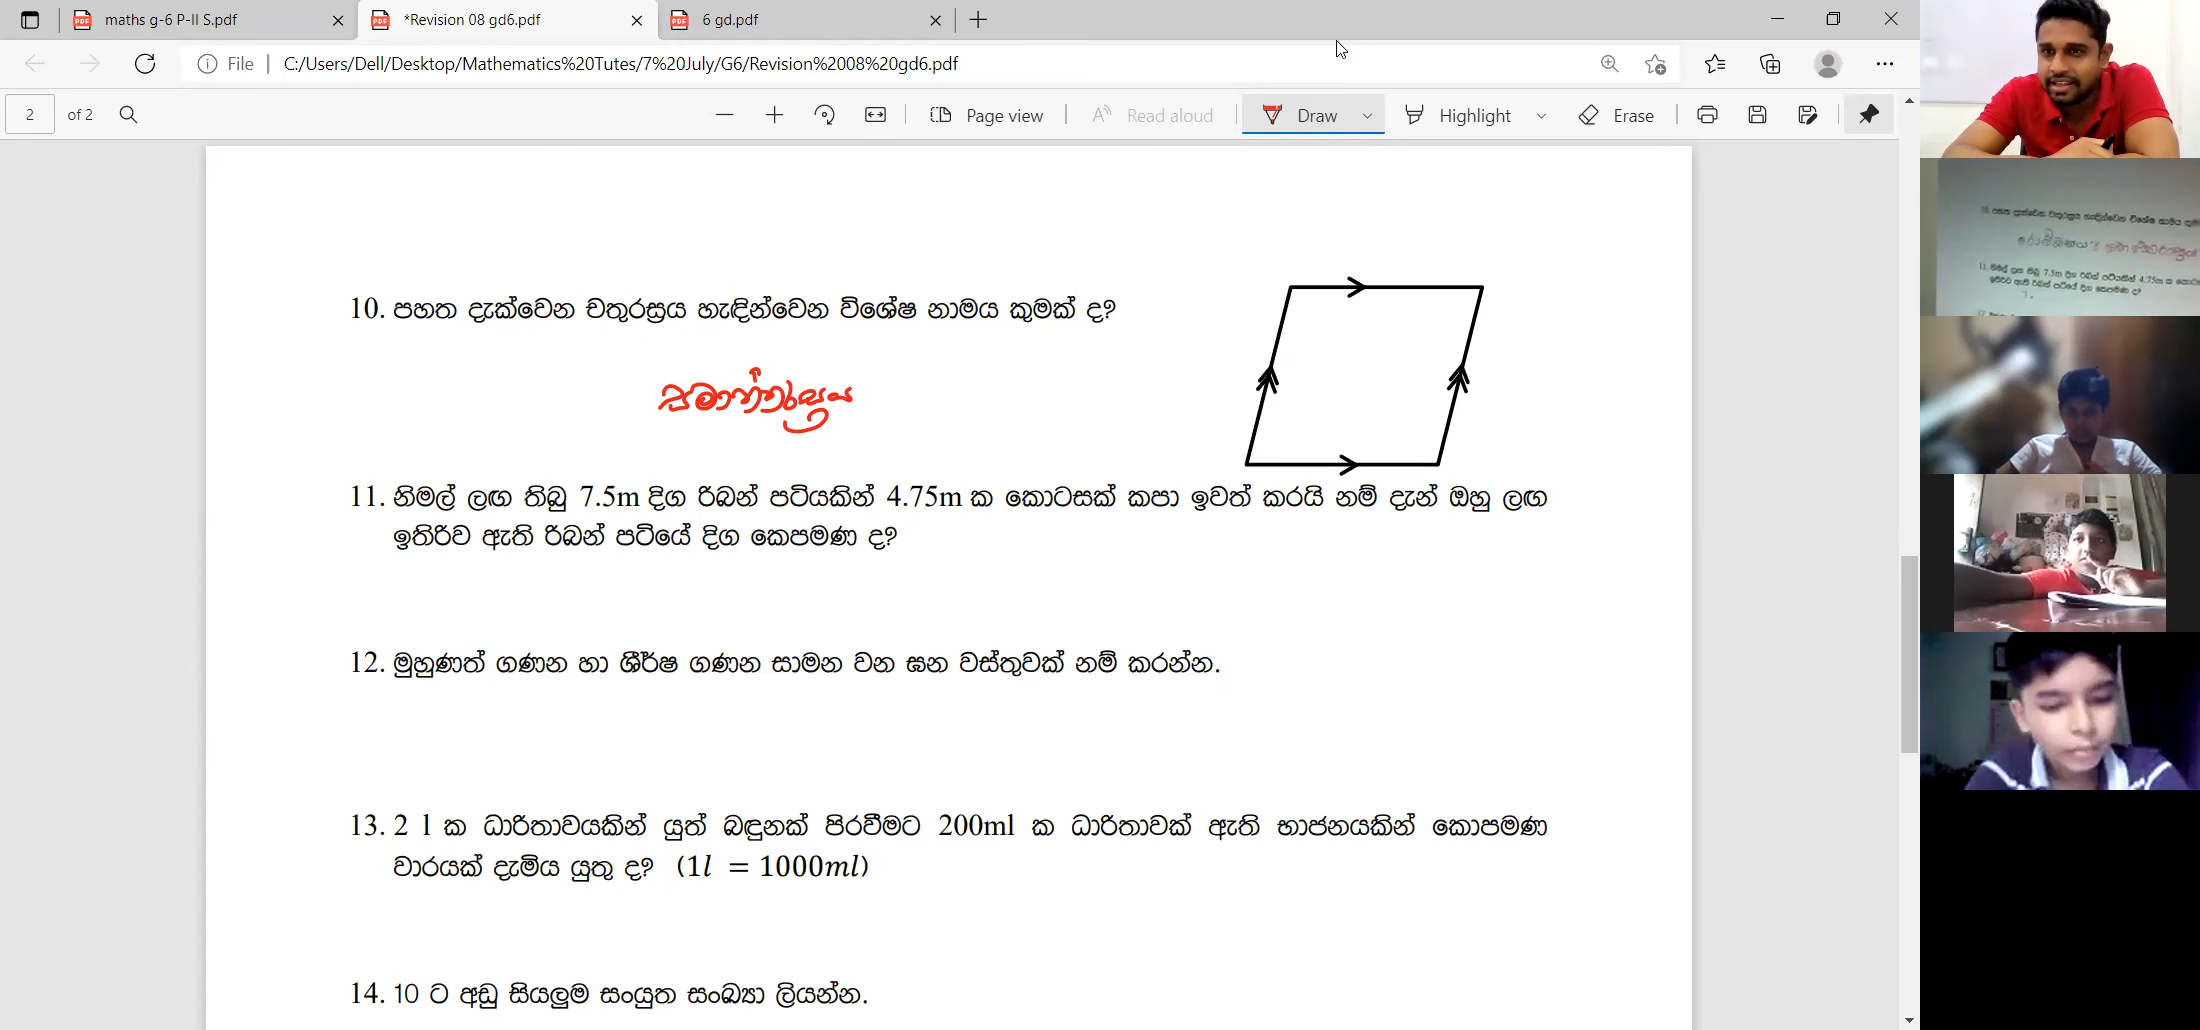 maths g-6 P-II S.pdf
*Revision 08 gd6.pdf
6 gd.pdf
File
C:/Users/Dell/Desktop/Mathematics%20Tutes/7%20July/G6/Revision%2008%20gd6.pdf
2 of 2
Page view
Read aloud
Draw
Highlight
Erase
10. පහත දැක්වෙන චතුරස්‍රය හැඳින්වෙන විශේෂ නාමය කුමක් ද?
සමාන්තරාස්‍රය
11. නිමල් ලඟ තිබු 7.5m දිග රිබන් පටියකින් 4.75m ක කොටසක් කපා ඉවත් කරයි නම් දැන් ඔහු ලඟ
ඉතිරිව ඇති රිබන් පටියේ දිග කෙපමණ ද?
12. මුහුණත් ගණන හා ශීර්ෂ ගණන සාමන වන ඝන වස්තුවක් නම් කරන්න.
13. 2 l ක ධාරිතාවයකින් යුත් බඳුනක් පිරවීමට 200ml ක ධාරිතාවක් ඇති භාජනයකින් කොපමණ
වාරයක් දැමිය යුතු ද? (1l = 1000ml)
14. 10 ට අඩු සියලුම සංයුත සංඛ්‍යා ලියන්න.